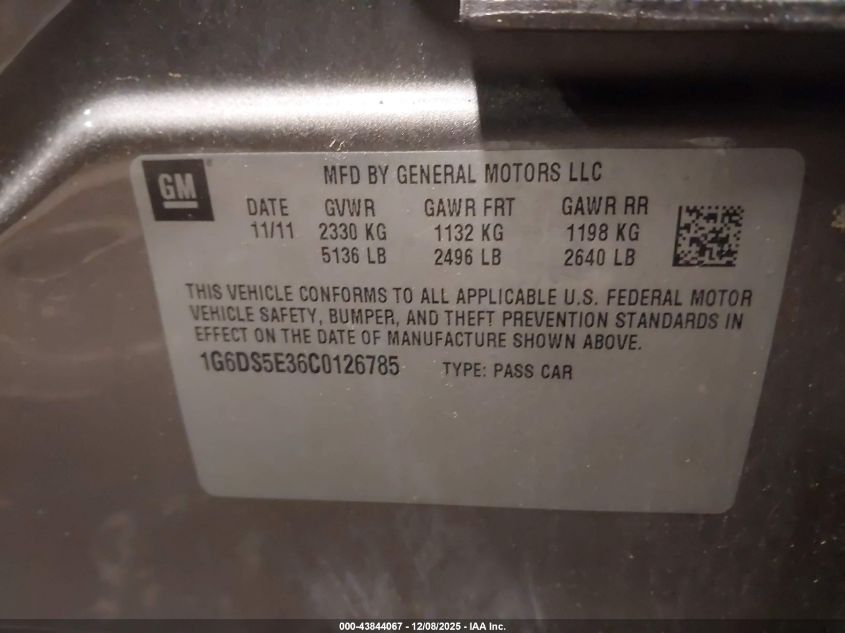 GM
MFD BY GENERAL MOTORS LLC
DATE GVWR GAWR FRT GAWR RR
11/11 2330 KG 1132 KG 1198 KG
5136 LB 2496 LB 2640 LB
THIS VEHICLE CONFORMS TO ALL APPLICABLE U.S. FEDERAL MOTOR
VEHICLE SAFETY, BUMPER, AND THEFT PREVENTION STANDARDS IN
EFFECT ON THE DATE OF MANUFACTURE SHOWN ABOVE.
1G6DS5E36C0126785 TYPE: PASS CAR
000-43844067 - 12/08/2025 - IAA Inc.